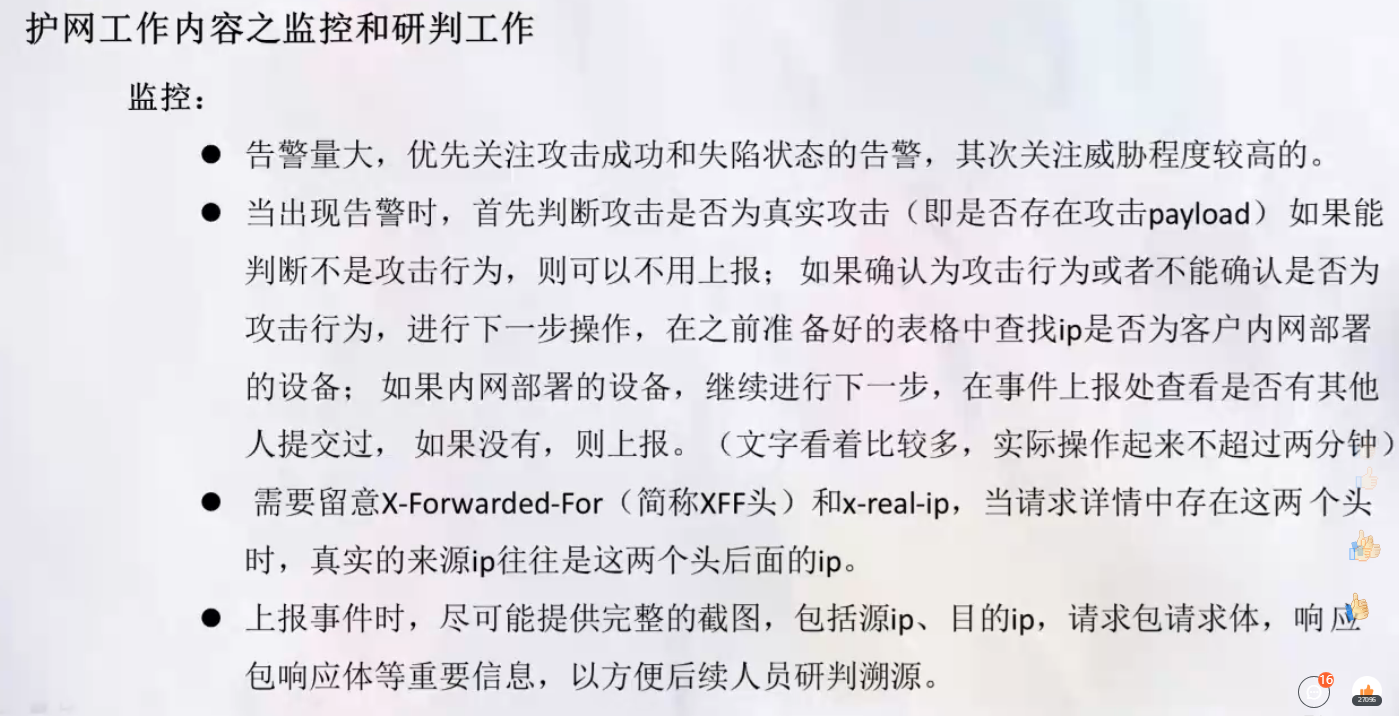 护网工作内容之监控和研判工作
监控：
● 告警量大，优先关注攻击成功和失陷状态的告警，其次关注威胁程度较高的。
● 当出现告警时，首先判断攻击是否为真实攻击（即是否存在攻击payload） 如果能
判断不是攻击行为，则可以不用上报； 如果确认为攻击行为或者不能确认是否为
攻击行为，进行下一步操作，在之前准 备好的表格中查找ip是否为客户内网部署
的设备； 如果内网部署的设备，继续进行下一步，在事件上报处查看是否有其他
人提交过， 如果没有，则上报。（文字看着比较多，实际操作起来不超过两分钟）
● 需要留意X-Forwarded-For（简称XFF头）和x-real-ip，当请求详情中存在这两 个头
时，真实的来源ip往往是这两个头后面的ip。
● 上报事件时，尽可能提供完整的截图，包括源ip、目的ip，请求包请求体，响 应
包响应体等重要信息，以方便后续人员研判溯源。
16
27095